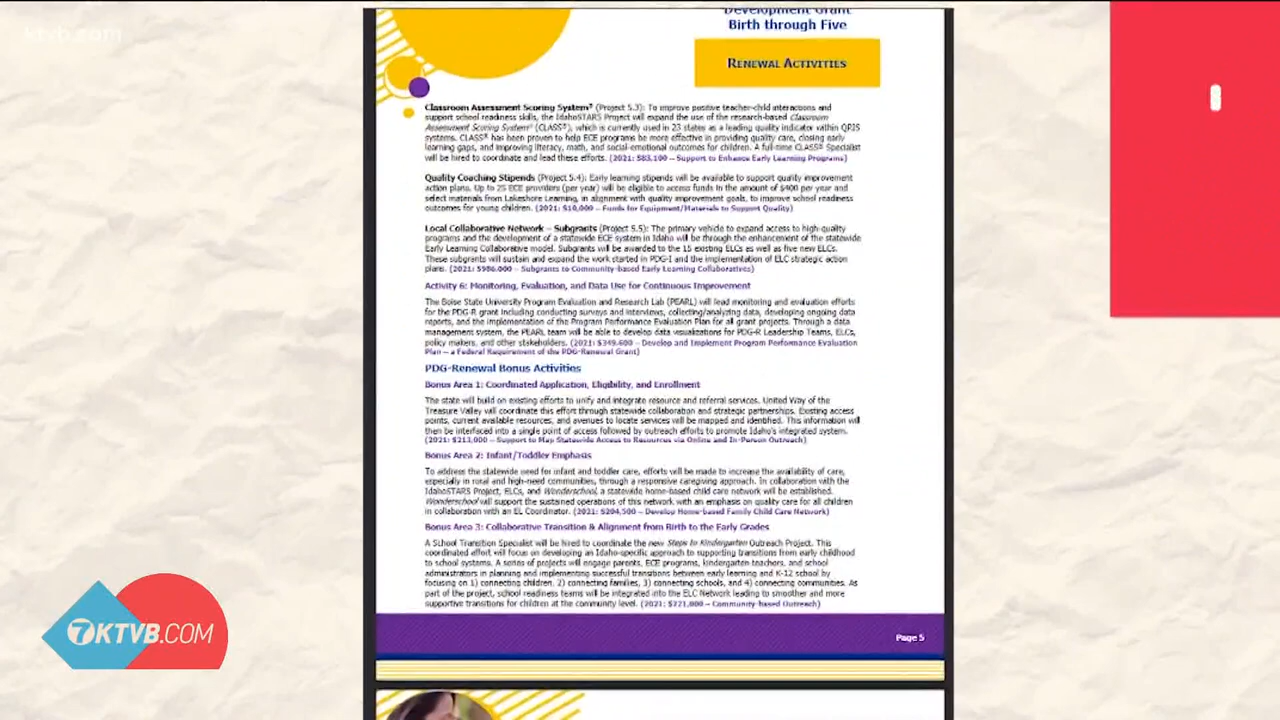 ktvb.com
Development Grant
Birth through Five
RENEWAL ACTIVITIES
Classroom Assessment Scoring System® (Project 5.3): To improve positive teacher-child interactions and
support school readiness skills, the IdahoSTARS Project will expand the use of the research-based Classroom
Assessment Scoring System® (CLASS®), which is currently used in 23 states as a leading quality indicator within QRIS
systems. CLASS® has been proven to help ECE programs be more effective in providing quality care, closing early
learning gaps, and improving literacy, math, and social-emotional outcomes for children. A full-time CLASS® Specialist
will be hired to coordinate and lead these efforts. (2021: $83,100 – Support to Enhance Early Learning Programs)
Quality Coaching Stipends (Project 5.4): Early learning stipends will be available to support quality improvement
action plans. Up to 25 ECE providers (per year) will be eligible to access funds in the amount of $400 per year and
select materials from Lakeshore Learning, in alignment with quality improvement goals, to improve school readiness
outcomes for young children. (2021: $10,000 – Funds for Equipment/Materials to Support Quality)
Local Collaborative Network – Subgrants (Project 5.5): The primary vehicle to expand access to high-quality
programs and the development of a statewide ECE system in Idaho will be through the enhancement of the statewide
Early Learning Collaborative model. Subgrants will be awarded to the 15 existing ELCs as well as five new ELCs.
These subgrants will sustain and expand the work started in PDG-I and the implementation of ELC strategic action
plans. (2021: $986,000 – Subgrants to Community-based Early Learning Collaboratives)
Activity 6: Monitoring, Evaluation, and Data Use for Continuous Improvement
The Boise State University Program Evaluation and Research Lab (PEARL) will lead monitoring and evaluation efforts
for the PDG-R grant including conducting surveys and interviews, collecting/analyzing data, developing ongoing data
reports, and the implementation of the Program Performance Evaluation Plan for all grant projects. Through a data
management system, the PEARL team will be able to develop data visualizations for PDG-R Leadership Teams, ELCs,
policy makers, and other stakeholders. (2021: $349,600 – Develop and Implement Program Performance Evaluation
Plan – a Federal Requirement of the PDG-Renewal Grant)
PDG-Renewal Bonus Activities
Bonus Area 1: Coordinated Application, Eligibility, and Enrollment
The state will build on existing efforts to unify and integrate resource and referral services. United Way of the
Treasure Valley will coordinate this effort through statewide collaboration and strategic partnerships. Existing access
points, current available resources, and avenues to locate services will be mapped and identified. This information will
then be interfaced into a single point of access followed by outreach efforts to promote Idaho's integrated system.
(2021: $213,000 – Support to Map Statewide Access to Resources via Online and In-Person Outreach)
Bonus Area 2: Infant/Toddler Emphasis
To address the statewide need for infant and toddler care, efforts will be made to increase the availability of care,
especially in rural and high-need communities, through a responsive caregiving approach. In collaboration with the
IdahoSTARS Project, ELCs, and Wonderschool, a statewide home-based child care network will be established.
Wonderschool will support the sustained operations of this network with an emphasis on quality care for all children
in collaboration with an EL Coordinator. (2021: $204,500 – Develop Home-based Family Child Care Network)
Bonus Area 3: Collaborative Transition & Alignment from Birth to the Early Grades
A School Transition Specialist will be hired to coordinate the new Steps to Kindergarten Outreach Project. This
coordinated effort will focus on developing an Idaho-specific approach to supporting transitions from early childhood
to school systems. A series of projects will engage parents, ECE programs, kindergarten teachers, and school
administrators in planning and implementing successful transitions between early learning and K-12 school by
focusing on 1) connecting children, 2) connecting families, 3) connecting schools, and 4) connecting communities. As
part of the project, school readiness teams will be integrated into the ELC Network leading to smoother and more
supportive transitions for children at the community level. (2021: $221,000 – Community-based Outreach)
Page 5
7KTVB.COM